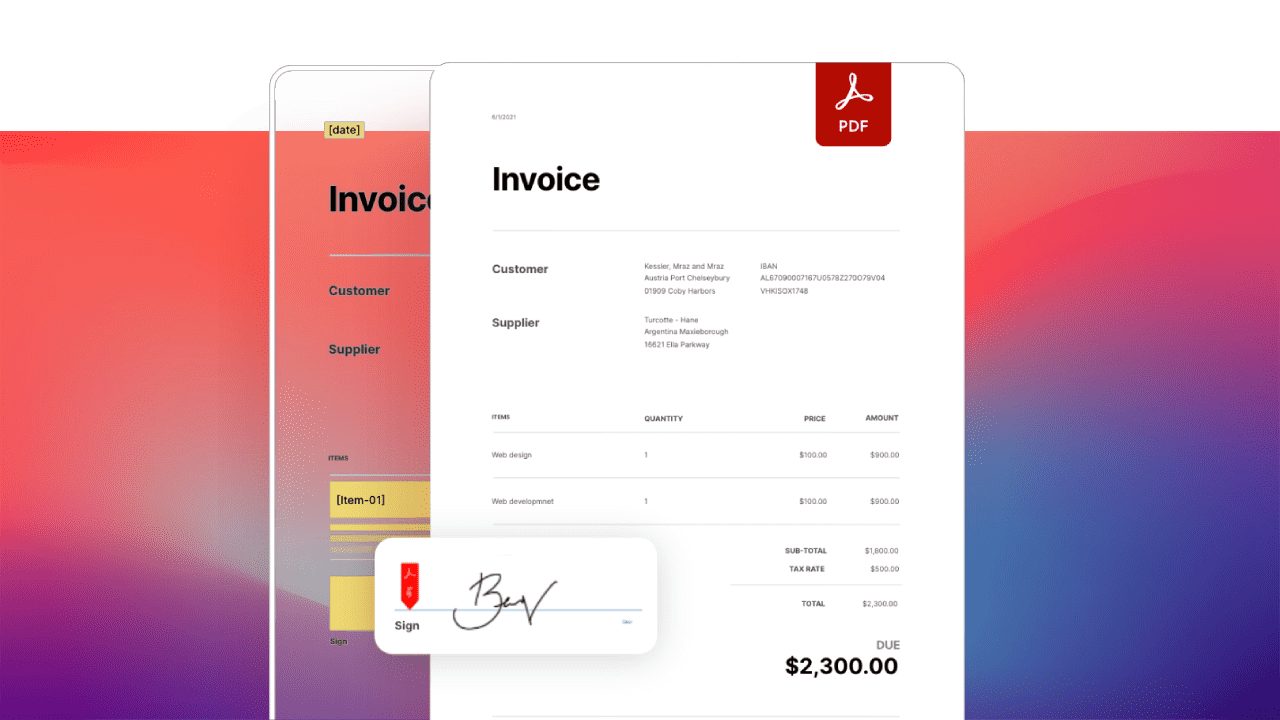 [date]
Invoic
Customer
Supplier
ITEMS
[Item-01]
Sign
PDF
6/1/2021
Invoice
Customer
Kessler, Mraz and Mraz
Austria Port Chelseybury
01909 Coby Harbors
IBAN
AL67090007167U0578Z270O79V04
VHKISOX1748
Supplier
Turcotte - Hane
Argentina Maxieborough
16621 Ella Parkway
ITEMS QUANTITY PRICE AMOUNT
Web design 1 $100.00 $900.00
Web developmnet 1 $100.00 $900.00
SUB-TOTAL $1,800.00
TAX RATE $500.00
TOTAL $2,300.00
DUE
$2,300.00
Sign